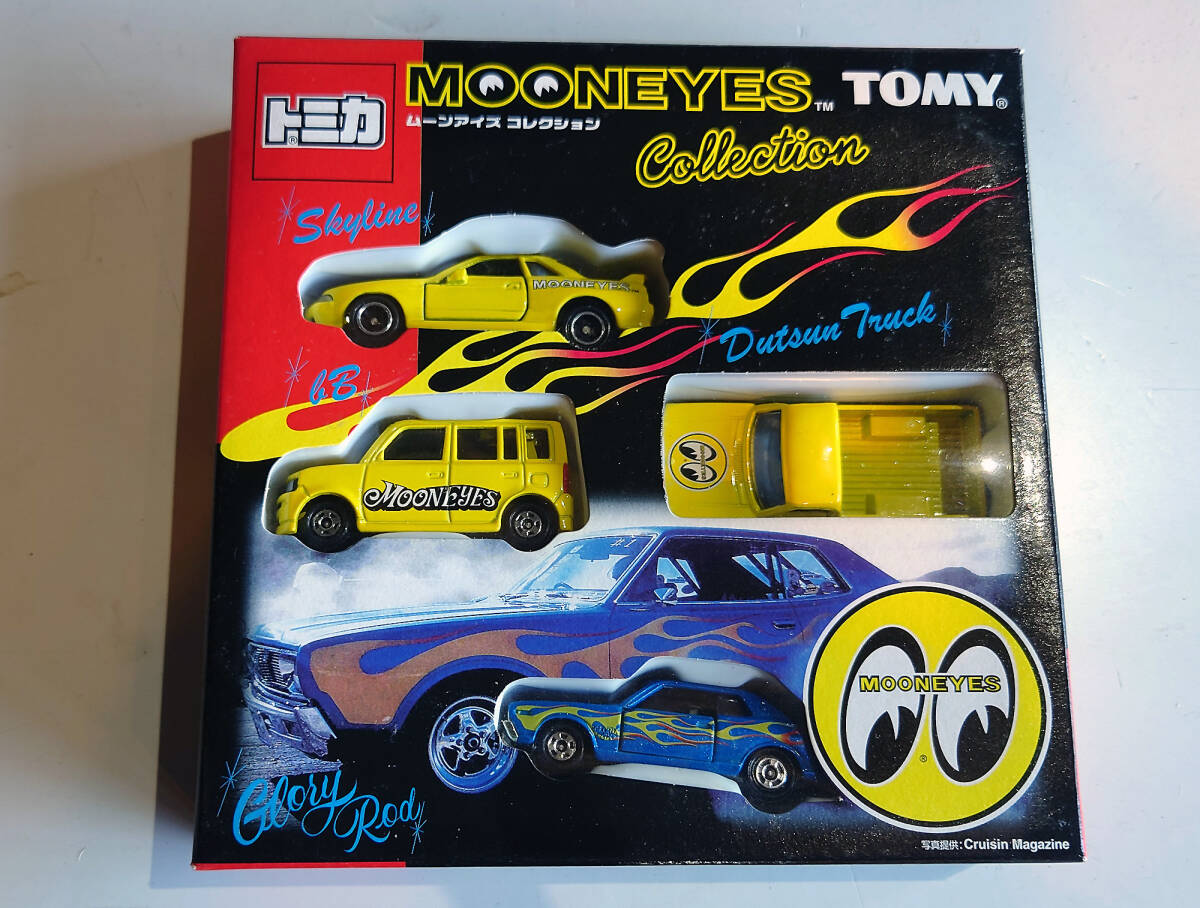 トミカ®
MOONEYES™
TOMY®
ムーンアイズ コレクション
Collection
Skyline
MOONEYES
Dutsun Truck
bB
MOONEYES
#1
MOONEYES
®
Glory Rod
写真提供:Cruisin Magazine